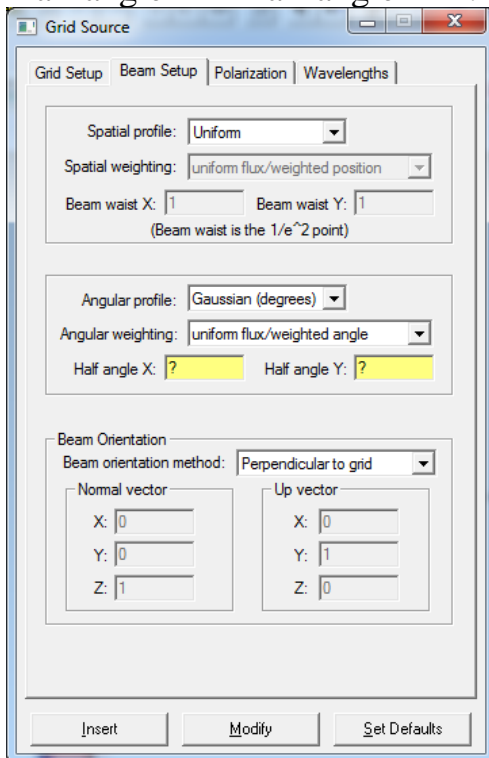 Grid Source
Grid Setup Beam Setup Polarization Wavelengths
Spatial profile: Uniform
Spatial weighting: uniform flux/weighted position
Beam waist X: 1 Beam waist Y: 1
(Beam waist is the 1/e^2 point)
Angular profile: Gaussian (degrees)
Angular weighting: uniform flux/weighted angle
Half angle X: ? Half angle Y: ?
Beam Orientation
Beam orientation method: Perpendicular to grid
Normal vector Up vector
X: 0 X: 0
Y: 0 Y: 1
Z: 1 Z: 0
Insert Modify Set Defaults